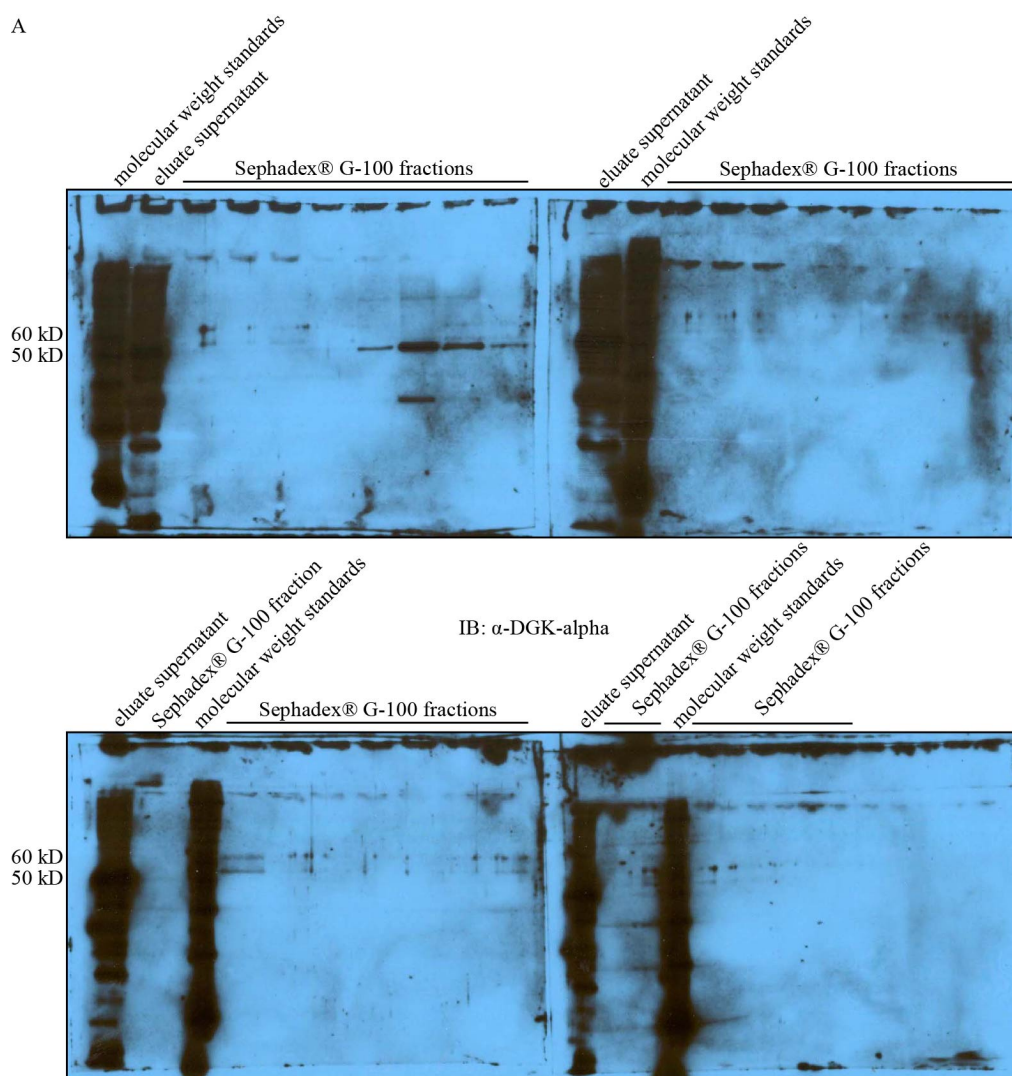 A
molecular weight standards
eluate supernatant
Sephadex® G-100 fractions
eluate supernatant
molecular weight standards
Sephadex® G-100 fractions
60 kD
50 kD
eluate supernatant
Sephadex® G-100 fraction
molecular weight standards
Sephadex® G-100 fractions
IB: α-DGK-alpha
eluate supernatant
Sephadex® G-100 fractions
molecular weight standards
Sephadex® G-100 fractions
60 kD
50 kD